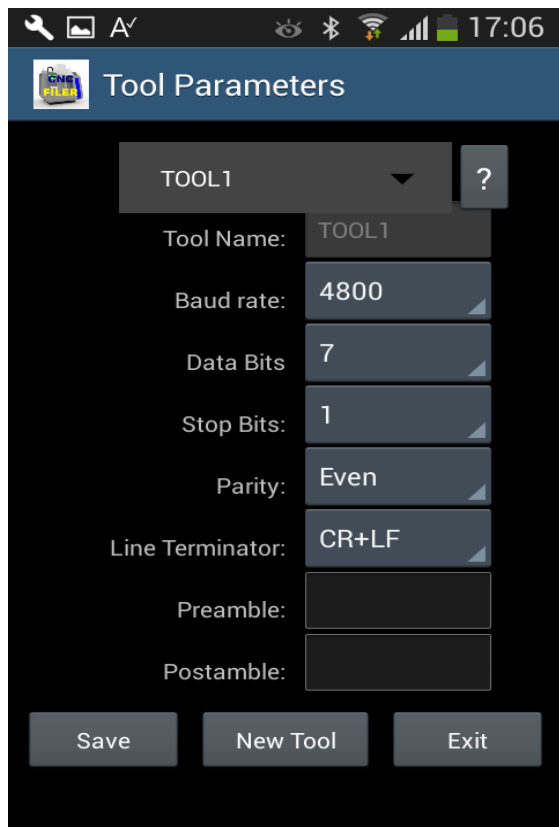 A 17:06
CNC
FILER
Tool Parameters
TOOL1 ?
Tool Name: TOOL1
Baud rate: 4800
Data Bits 7
Stop Bits: 1
Parity: Even
Line Terminator: CR+LF
Preamble:
Postamble:
Save New Tool Exit